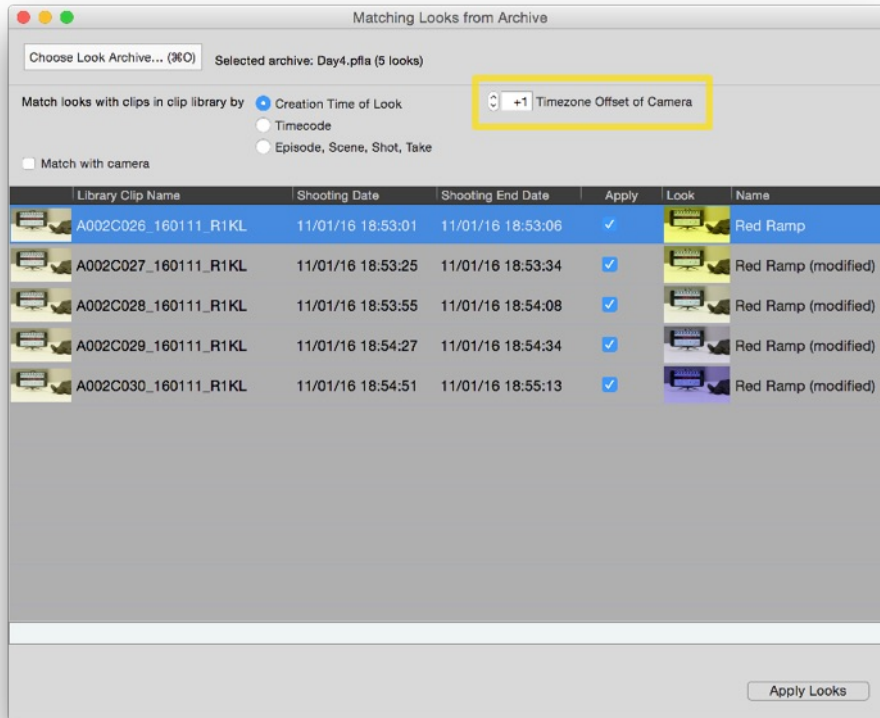 Matching Looks from Archive
Choose Look Archive... (⌘O) Selected archive: Day4.pfla (5 looks)
Match looks with clips in clip library by Creation Time of Look +1 Timezone Offset of Camera
Timecode
Episode, Scene, Shot, Take
Match with camera
Library Clip Name Shooting Date Shooting End Date Apply Look Name
A002C026_160111_R1KL 11/01/16 18:53:01 11/01/16 18:53:06 Red Ramp
A002C027_160111_R1KL 11/01/16 18:53:25 11/01/16 18:53:34 Red Ramp (modified)
A002C028_160111_R1KL 11/01/16 18:53:55 11/01/16 18:54:08 Red Ramp (modified)
A002C029_160111_R1KL 11/01/16 18:54:27 11/01/16 18:54:34 Red Ramp (modified)
A002C030_160111_R1KL 11/01/16 18:54:51 11/01/16 18:55:13 Red Ramp (modified)
Apply Looks